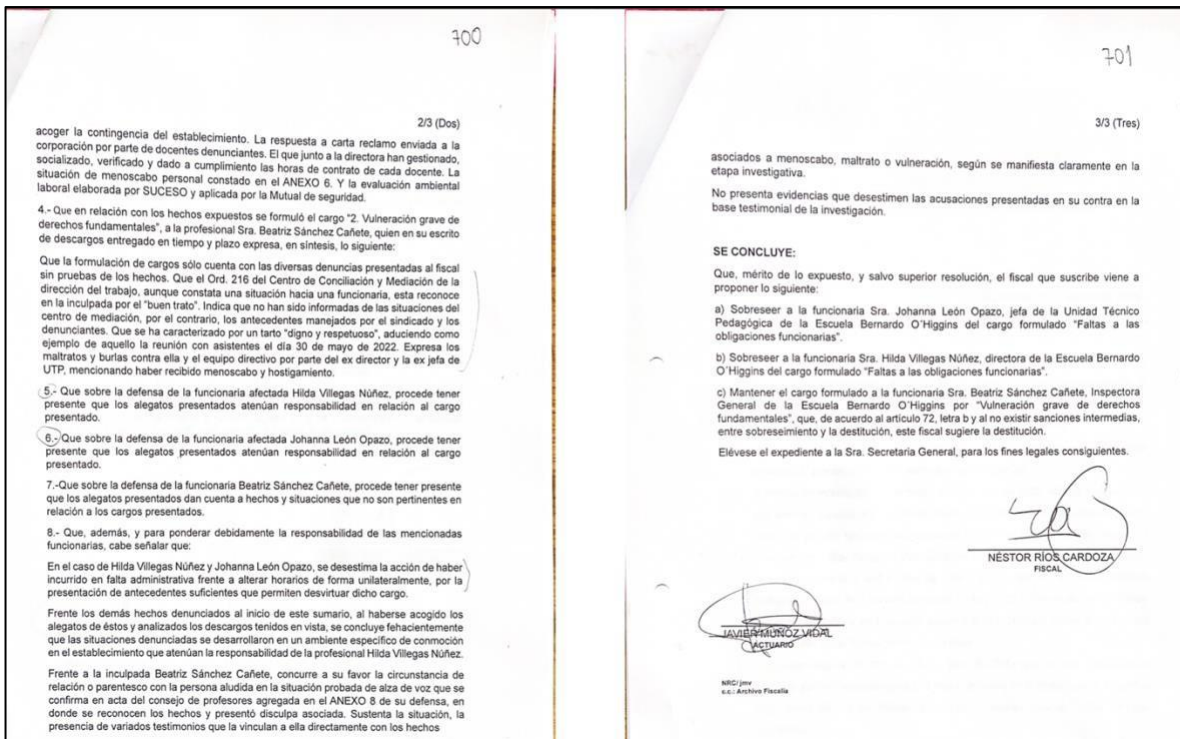 700
2/3 (Dos)
acoger la contingencia del establecimiento. La respuesta a carta reclamo enviada a la
corporación por parte de docentes denunciantes. El que junto a la directora han gestionado,
socializado, verificado y dado a cumplimiento las horas de contrato de cada docente. La
situación de menoscabo personal constado en el ANEXO 6. Y la evaluación ambiental
laboral elaborada por SUCESO y aplicada por la Mutual de seguridad.
4.- Que en relación con los hechos expuestos se formuló el cargo "2. Vulneración grave de
derechos fundamentales", a la profesional Sra. Beatriz Sánchez Cañete, quien en su escrito
de descargos entregado en tiempo y plazo expresa, en síntesis, lo siguiente:
Que la formulación de cargos sólo cuenta con las diversas denuncias presentadas al fiscal
sin pruebas de los hechos. Que el Ord. 216 del Centro de Conciliación y Mediación de la
dirección del trabajo, aunque constata una situación hacia una funcionaria, esta reconoce
en la inculpada por el "buen trato". Indica que no han sido informadas de las situaciones del
centro de mediación, por el contrario, los antecedentes manejados por el sindicado y los
denunciantes. Que se ha caracterizado por un tarto "digno y respetuoso", aduciendo como
ejemplo de aquello la reunión con asistentes el día 30 de mayo de 2022. Expresa los
maltratos y burlas contra ella y el equipo directivo por parte del ex director y la ex jefa de
UTP, mencionando haber recibido menoscabo y hostigamiento.
5.- Que sobre la defensa de la funcionaria afectada Hilda Villegas Núñez, procede tener
presente que los alegatos presentados atenúan responsabilidad en relación al cargo
presentado.
6.- Que sobre la defensa de la funcionaria afectada Johanna León Opazo, procede tener
presente que los alegatos presentados atenúan responsabilidad en relación al cargo
presentado.
7.-Que sobre la defensa de la funcionaria Beatriz Sánchez Cañete, procede tener presente
que los alegatos presentados dan cuenta a hechos y situaciones que no son pertinentes en
relación a los cargos presentados.
8.- Que, además, y para ponderar debidamente la responsabilidad de las mencionadas
funcionarias, cabe señalar que:
En el caso de Hilda Villegas Núñez y Johanna León Opazo, se desestima la acción de haber
incurrido en falta administrativa frente a alterar horarios de forma unilateralmente, por la
presentación de antecedentes suficientes que permiten desvirtuar dicho cargo.
Frente los demás hechos denunciados al inicio de este sumario, al haberse acogido los
alegatos de éstos y analizados los descargos tenidos en vista, se concluye fehacientemente
que las situaciones denunciadas se desarrollaron en un ambiente específico de conmoción
en el establecimiento que atenúan la responsabilidad de la profesional Hilda Villegas Núñez.
Frente a la inculpada Beatriz Sánchez Cañete, concurre a su favor la circunstancia de
relación o parentesco con la persona aludida en la situación probada de alza de voz que se
confirma en acta del consejo de profesores agregada en el ANEXO 8 de su defensa, en
donde se reconocen los hechos y presentó disculpa asociada. Sustenta la situación, la
presencia de variados testimonios que la vinculan a ella directamente con los hechos
701
3/3 (Tres)
asociados a menoscabo, maltrato o vulneración, según se manifiesta claramente en la
etapa investigativa.
No presenta evidencias que desestimen las acusaciones presentadas en su contra en la
base testimonial de la investigación.
SE CONCLUYE:
Que, mérito de lo expuesto, y salvo superior resolución, el fiscal que suscribe viene a
proponer lo siguiente:
a) Sobreseer a la funcionaria Sra. Johanna León Opazo, jefa de la Unidad Técnico
Pedagógica de la Escuela Bernardo O'Higgins del cargo formulado "Faltas a las
obligaciones funcionarias".
b) Sobreseer a la funcionaria Sra. Hilda Villegas Núñez, directora de la Escuela Bernardo
O'Higgins del cargo formulado "Faltas a las obligaciones funcionarias".
c) Mantener el cargo formulado a la funcionaria Sra. Beatriz Sánchez Cañete, Inspectora
General de la Escuela Bernardo O'Higgins por "Vulneración grave de derechos
fundamentales", que, de acuerdo al artículo 72, letra b y al no existir sanciones intermedias,
entre sobreseimiento y la destitución, este fiscal sugiere la destitución.
Elévese el expediente a la Sra. Secretaria General, para los fines legales consiguientes.
NÉSTOR RÍOS CARDOZA
FISCAL
JAVIER MUÑOZ VIDAL
ACTUARIO
NRC/jmv
c.c.: Archivo Fiscalía